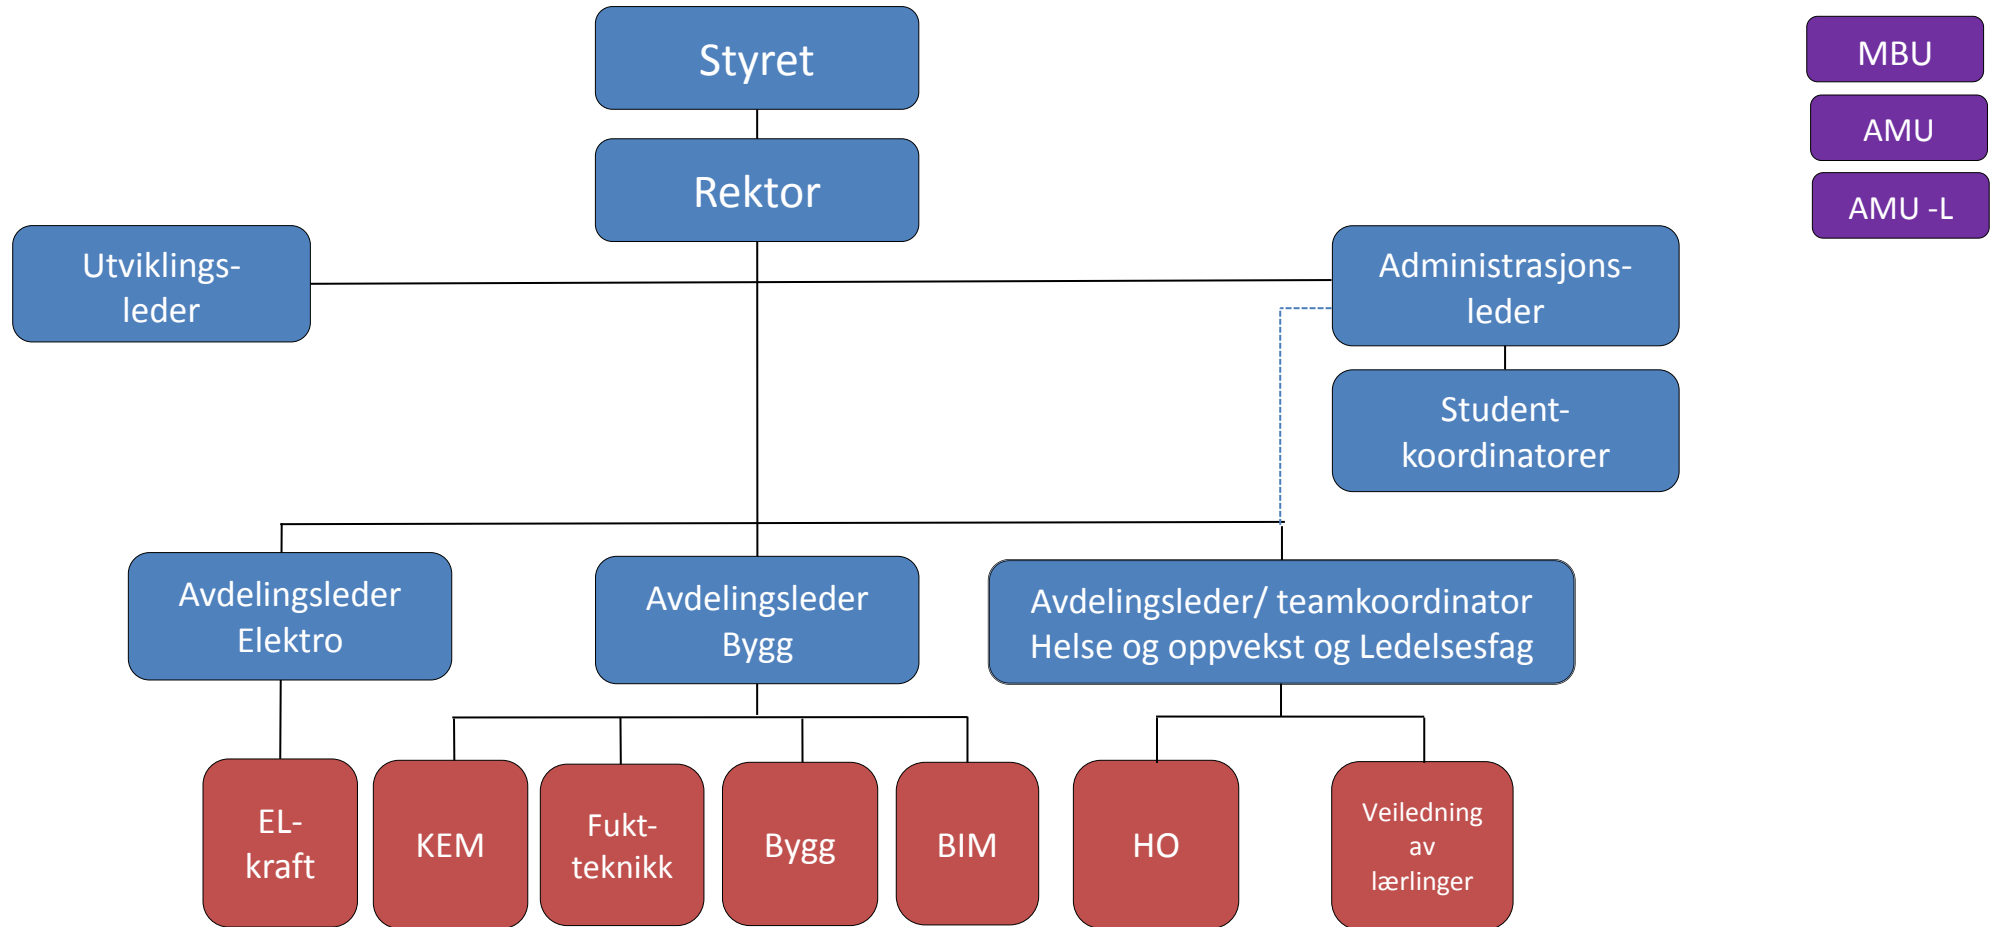 Styret
MBU
AMU
Rektor
AMU -L
Utviklings-
leder
Administrasjons-
leder
Student-
koordinatorer
Avdelingsleder
Elektro
Avdelingsleder
Bygg
Avdelingsleder/ teamkoordinator
Helse og oppvekst og Ledelsesfag
EL-
kraft
KEM
Fukt-
teknikk
Bygg
BIM
HO
Veiledning
av
lærlinger